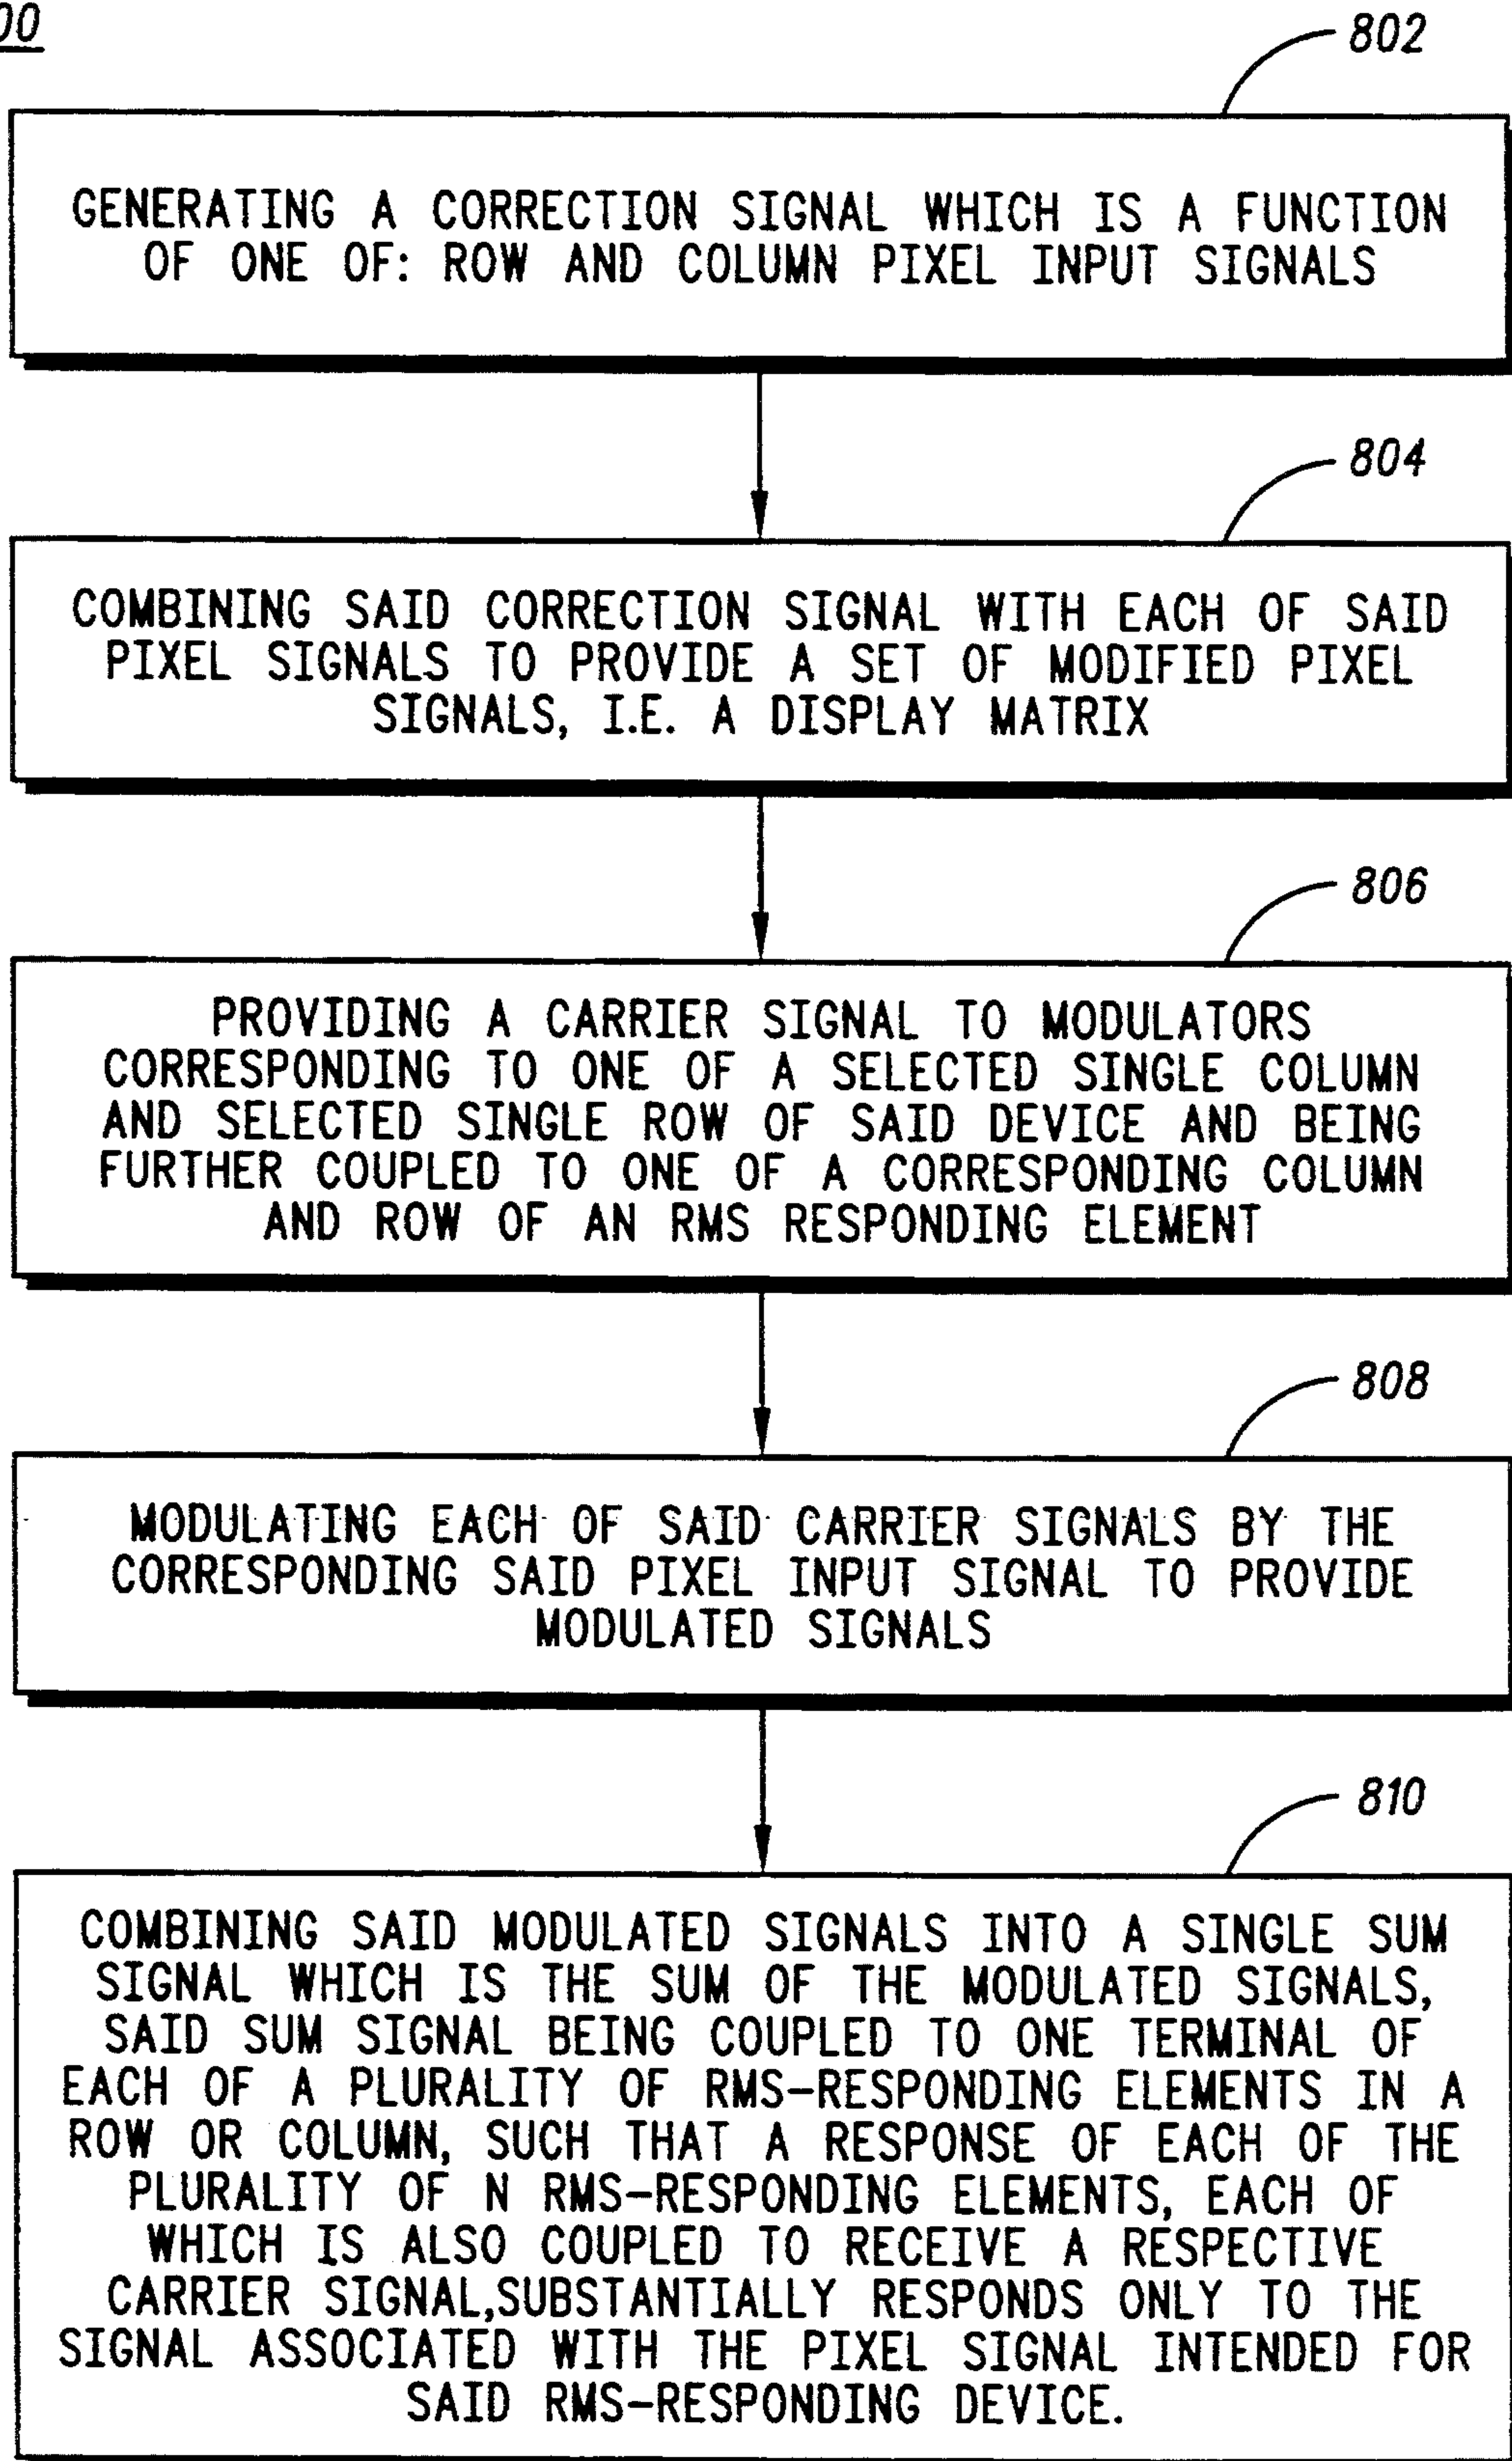 00
802
GENERATING A CORRECTION SIGNAL WHICH IS A FUNCTION
OF ONE OF: ROW AND COLUMN PIXEL INPUT SIGNALS
804
COMBINING SAID CORRECTION SIGNAL WITH EACH OF SAID
PIXEL SIGNALS TO PROVIDE A SET OF MODIFIED PIXEL
SIGNALS, I.E. A DISPLAY MATRIX
806
PROVIDING A CARRIER SIGNAL TO MODULATORS
CORRESPONDING TO ONE OF A SELECTED SINGLE COLUMN
AND SELECTED SINGLE ROW OF SAID DEVICE AND BEING
FURTHER COUPLED TO ONE OF A CORRESPONDING COLUMN
AND ROW OF AN RMS RESPONDING ELEMENT
808
MODULATING EACH OF SAID CARRIER SIGNALS BY THE
CORRESPONDING SAID PIXEL INPUT SIGNAL TO PROVIDE
MODULATED SIGNALS
810
COMBINING SAID MODULATED SIGNALS INTO A SINGLE SUM
SIGNAL WHICH IS THE SUM OF THE MODULATED SIGNALS,
SAID SUM SIGNAL BEING COUPLED TO ONE TERMINAL OF
EACH OF A PLURALITY OF RMS-RESPONDING ELEMENTS IN A
ROW OR COLUMN, SUCH THAT A RESPONSE OF EACH OF THE
PLURALITY OF N RMS-RESPONDING ELEMENTS, EACH OF
WHICH IS ALSO COUPLED TO RECEIVE A RESPECTIVE
CARRIER SIGNAL,SUBSTANTIALLY RESPONDS ONLY TO THE
SIGNAL ASSOCIATED WITH THE PIXEL SIGNAL INTENDED FOR
SAID RMS-RESPONDING DEVICE.